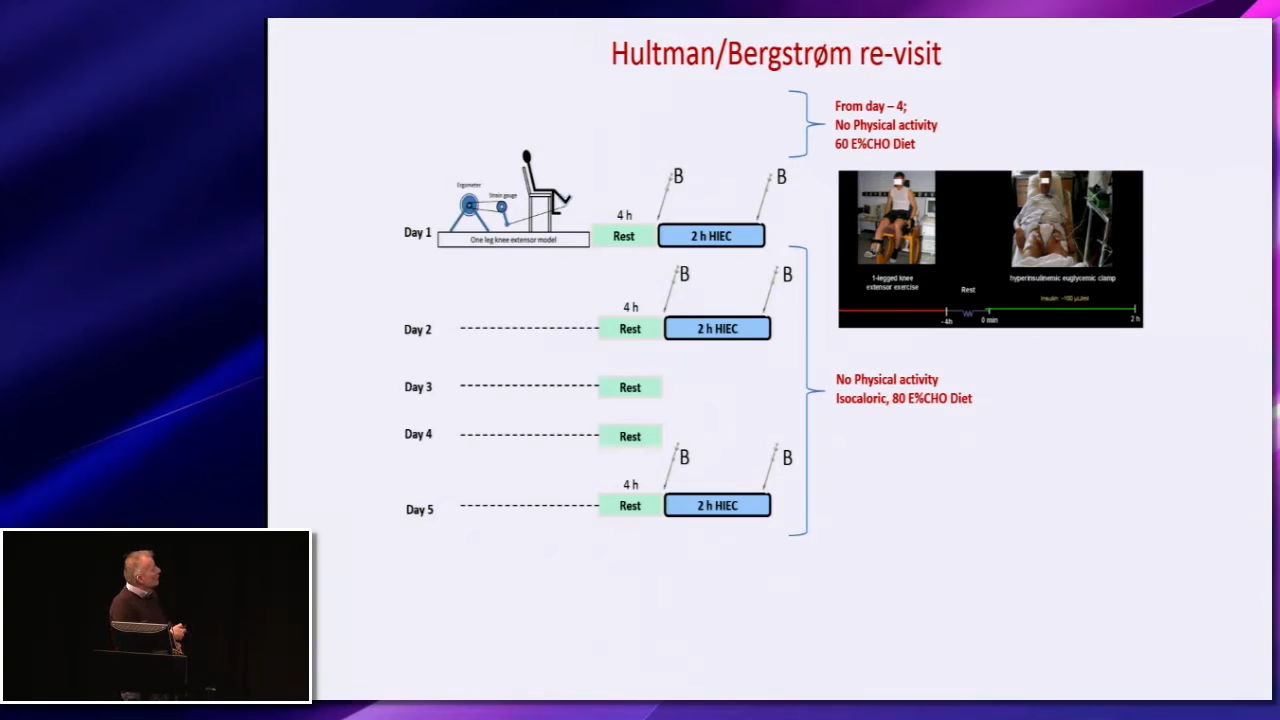 Hultman/Bergstrøm re-visit
From day – 4;
No Physical activity
60 E%CHO Diet
Ergometer
Strain gauge
One leg knee extensor model
Day 1
4 h
Rest
2 h HIEC
B
B
1-legged knee
extensor exercise
Rest
hyperinsulinemic euglycemic clamp
Insulin: ~100 µU/ml
-4h
0 min
2 h
Day 2
4 h
Rest
2 h HIEC
B
B
Day 3
Rest
No Physical activity
Isocaloric, 80 E%CHO Diet
Day 4
Rest
Day 5
4 h
Rest
2 h HIEC
B
B